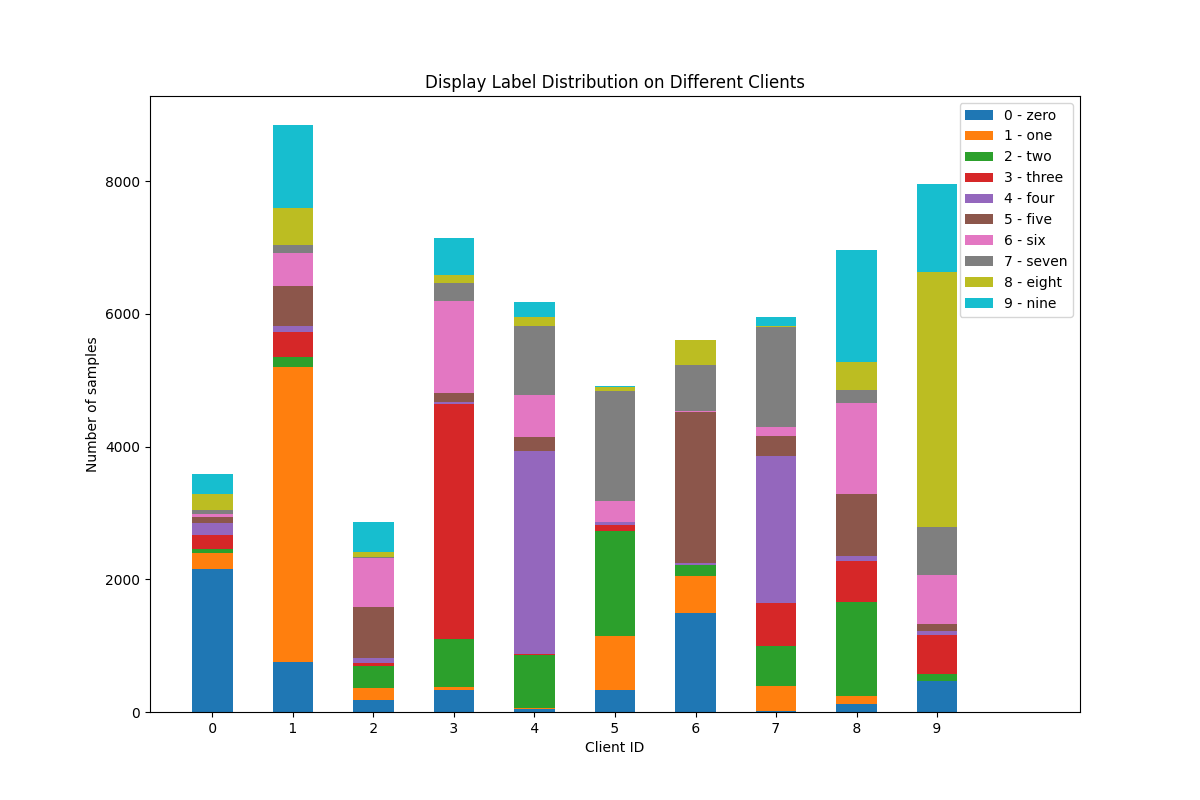 Display Label Distribution on Different Clients
Number of samples
8000
6000
4000
2000
0
0 1 2 3 4 5 6 7 8 9
Client ID
0 - zero
1 - one
2 - two
3 - three
4 - four
5 - five
6 - six
7 - seven
8 - eight
9 - nine